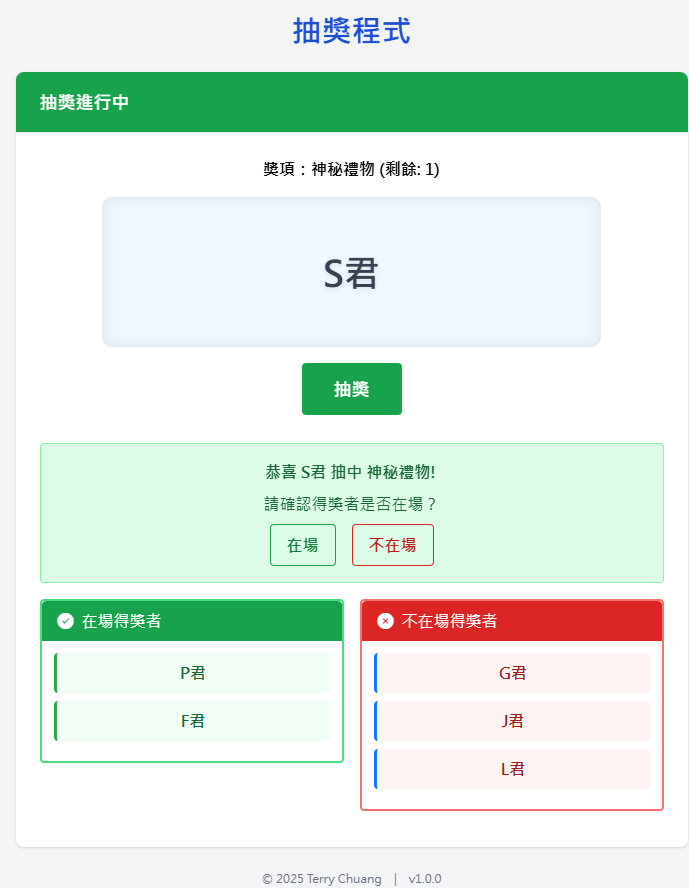 抽獎程式
抽獎進行中
獎項：神秘禮物 (剩餘: 1)
S君
抽獎
恭喜 S君 抽中 神秘禮物!
請確認得獎者是否在場？
在場
不在場
在場得獎者
P君
F君
不在場得獎者
G君
J君
L君
© 2025 Terry Chuang | v1.0.0